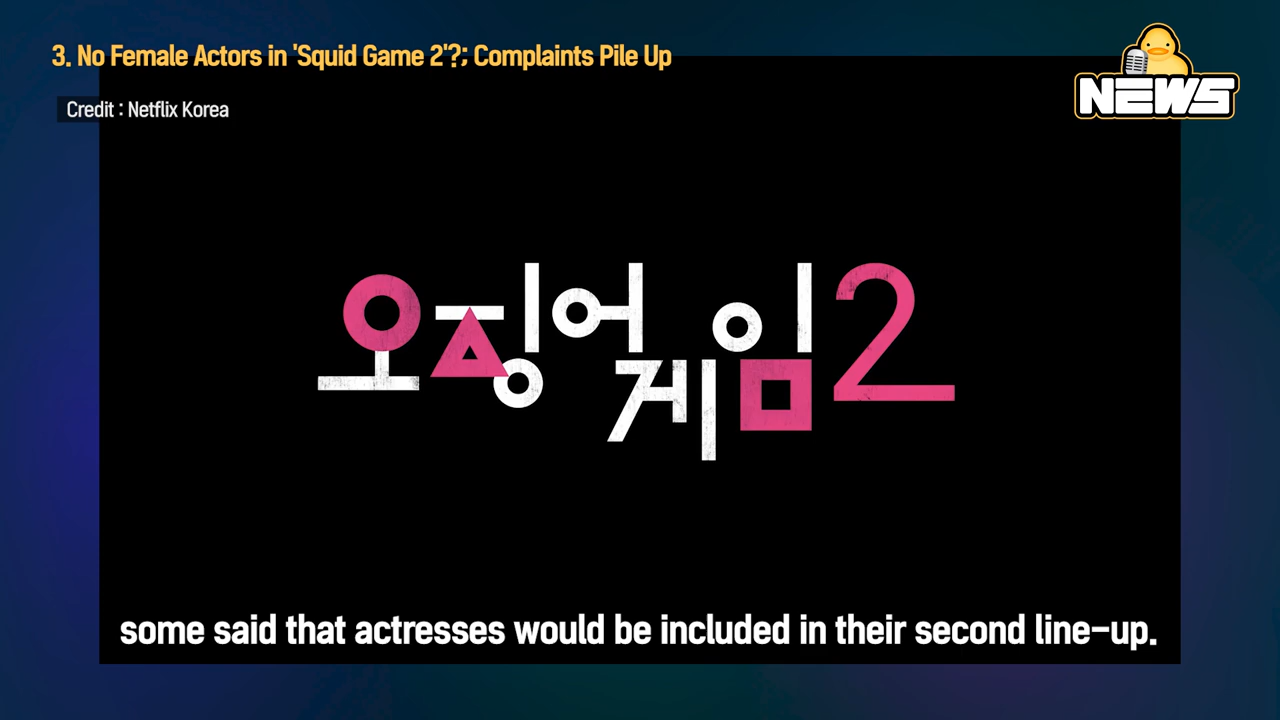 3. No Female Actors in 'Squid Game 2'?; Complaints Pile Up
NEWS
Credit : Netflix Korea
오징어
게임2
some said that actresses would be included in their second line-up.